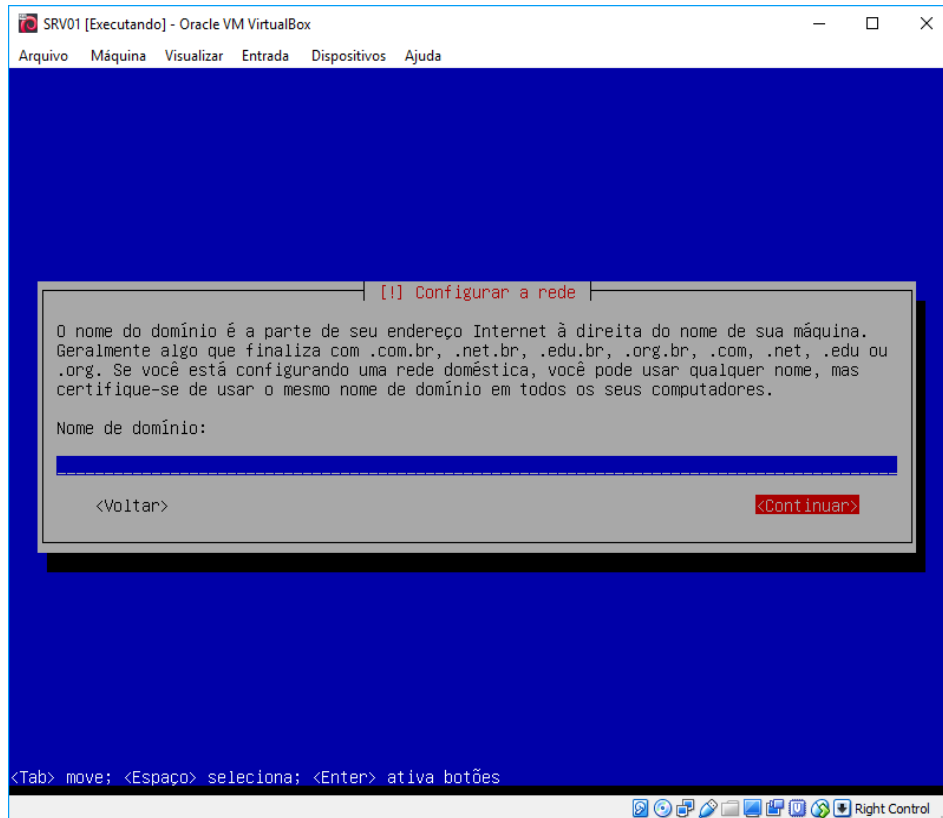 SRV01 [Executando] - Oracle VM VirtualBox
Arquivo Máquina Visualizar Entrada Dispositivos Ajuda
[!] Configurar a rede
O nome do domínio é a parte de seu endereço Internet à direita do nome de sua máquina.
Geralmente algo que finaliza com .com.br, .net.br, .edu.br, .org.br, .com, .net, .edu ou
.org. Se você está configurando uma rede doméstica, você pode usar qualquer nome, mas
certifique-se de usar o mesmo nome de domínio em todos os seus computadores.
Nome de domínio:
<Voltar> <Continuar>
<Tab> move; <Espaço> seleciona; <Enter> ativa botões
Right Control